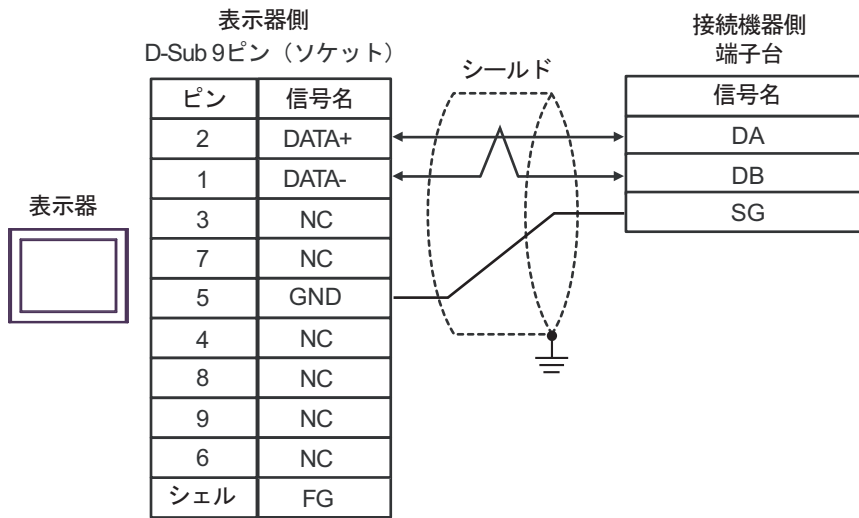 表示器側
D-Sub 9ピン（ソケット）
接続機器側
端子台
シールド
ピン 信号名
信号名
2 DATA+
DA
1 DATA-
DB
表示器
3 NC
SG
7 NC
5 GND
4 NC
8 NC
9 NC
6 NC
シェル FG